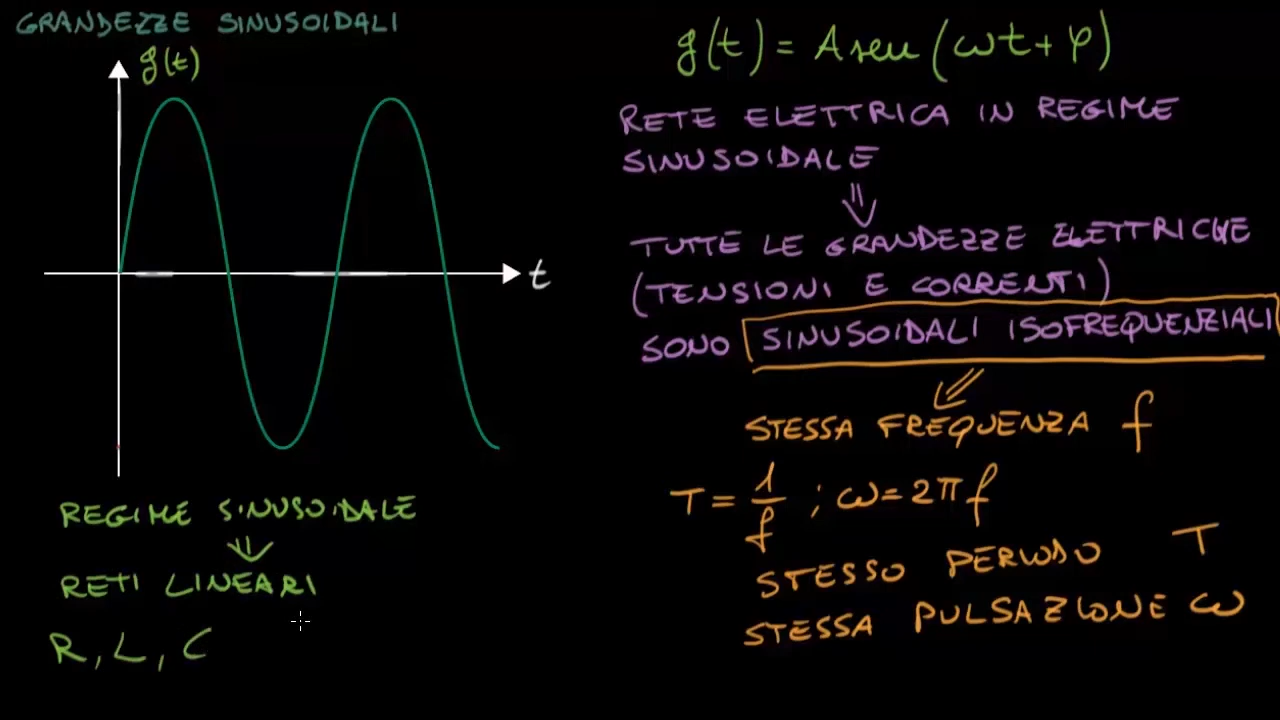 GRANDEZZE SINUSOIDALI
g(t)
t
REGIME SINUSOIDALE
⇓
RETI LINEARI
R, L, C
g(t) = A sen (ωt + φ)
RETE ELETTRICA IN REGIME
SINUSOIDALE
⇓
TUTTE LE GRANDEZZE ELETTRICHE
(TENSIONI E CORRENTI)
SONO SINUSOIDALI ISOFREQUENZIALI
⇓
STESSA FREQUENZA f
T = 1/f ; ω = 2πf
STESSO PERIODO T
STESSA PULSAZIONE ω